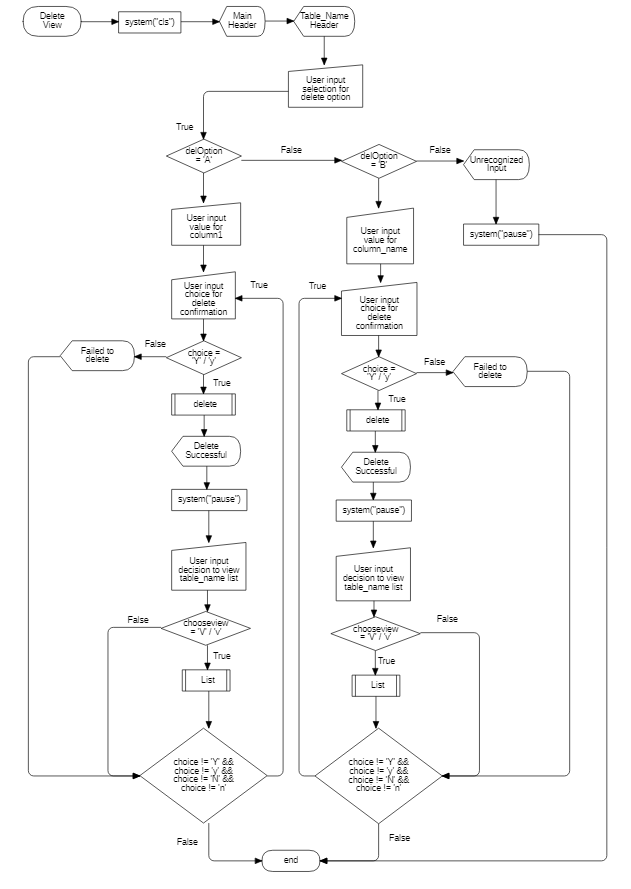 Delete
View
system("cls")
Main
Header
Table_Name
Header
User input
selection for
delete option
True
delOption
= 'A'
False
delOption
= 'B'
False
Unrecognized
Input
system("pause")
User input
value for
column1
User input
value for
column_name
User input
choice for
delete
confirmation
True
True
User input
choice for
delete
confirmation
Failed to
delete
False
choice =
'Y' / 'y'
True
choice =
'Y' / 'y'
False
Failed to
delete
True
delete
delete
Delete
Successful
Delete
Successful
system("pause")
system("pause")
User input
decision to view
table_name list
User input
decision to view
table_name list
False
chooseview
= 'V' / 'v'
True
chooseview
= 'V' / 'v'
False
True
List
List
choice != 'Y' &&
choice != 'y' &&
choice != 'N' &&
choice != 'n'
choice != 'Y' &&
choice != 'y' &&
choice != 'N' &&
choice != 'n'
False
False
end